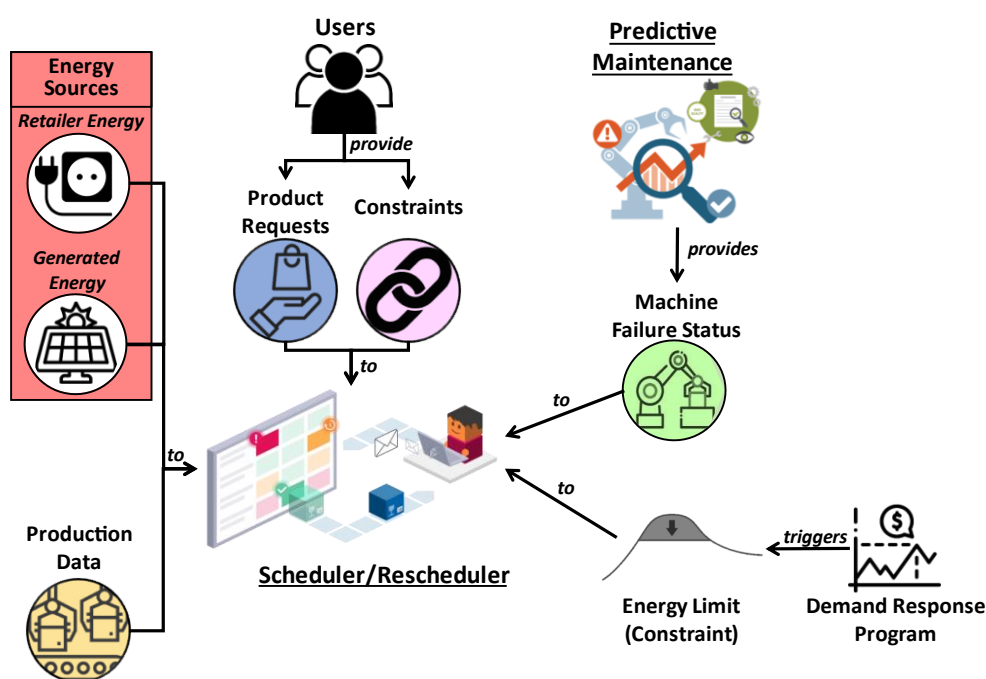 Energy
Sources
Retailer Energy
Generated
Energy
Users
provide
Product
Requests
Constraints
to
Predictive
Maintenance
provides
Machine
Failure Status
to
to
to
Production
Data
Scheduler/Rescheduler
triggers
Energy Limit
(Constraint)
Demand Response
Program
$